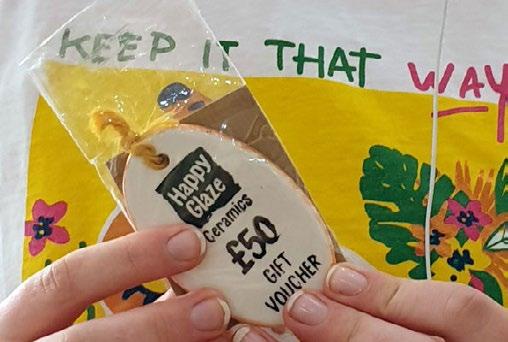 KEEP IT THAT WAY
Happy
Glaze
Ceramics
£50
GIFT
VOUCHER